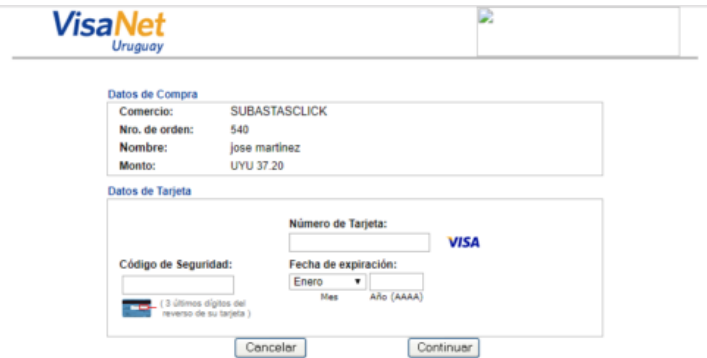 VisaNet
Uruguay
Datos de Compra
Comercio: SUBASTASCLICK
Nro. de orden: 540
Nombre: jose martinez
Monto: UYU 37.20
Datos de Tarjeta
Número de Tarjeta:
VISA
Código de Seguridad:
Fecha de expiración:
Enero
Mes Año (AAAA)
( 3 últimos dígitos del
reverso de su tarjeta )
Cancelar Continuar